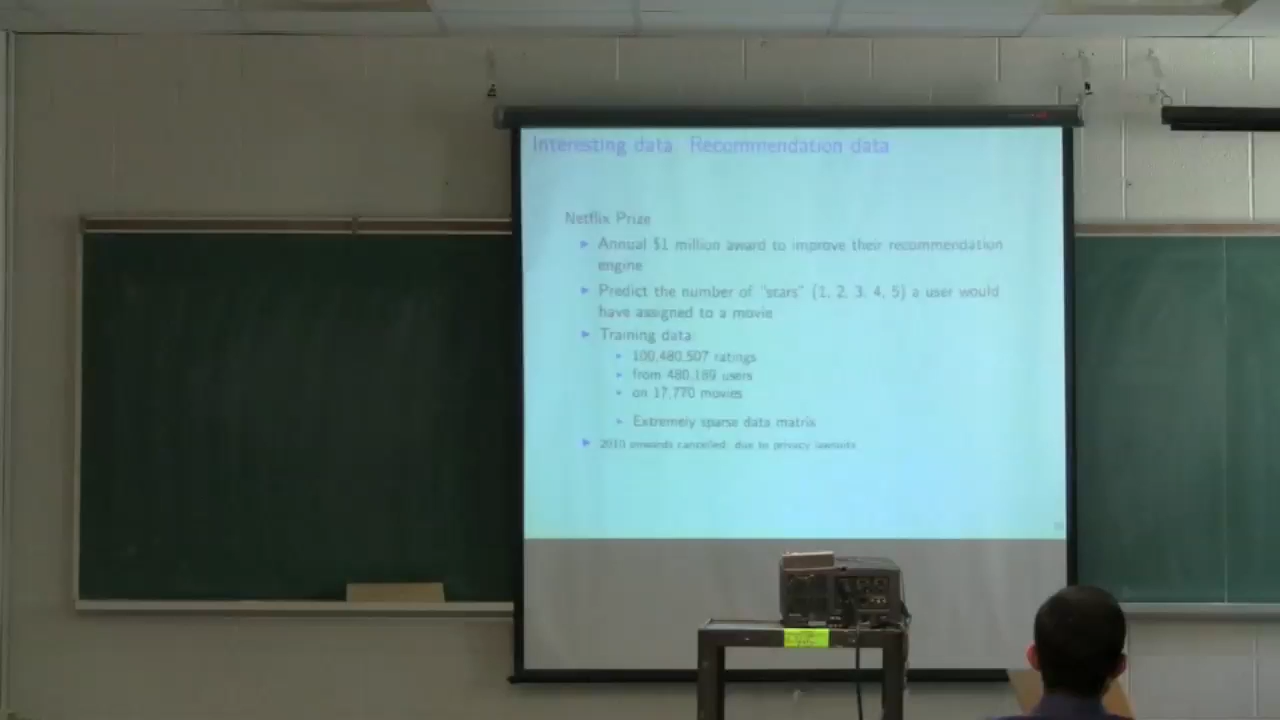 Interesting data: Recommendation data
Netflix Prize
Annual $1 million award to improve their recommendation
engine
Predict the number of "stars" (1, 2, 3, 4, 5) a user would
have assigned to a movie
Training data:
100,480,507 ratings
from 480,189 users
on 17,770 movies
Extremely sparse data matrix
2010 onwards cancelled, due to privacy lawsuits